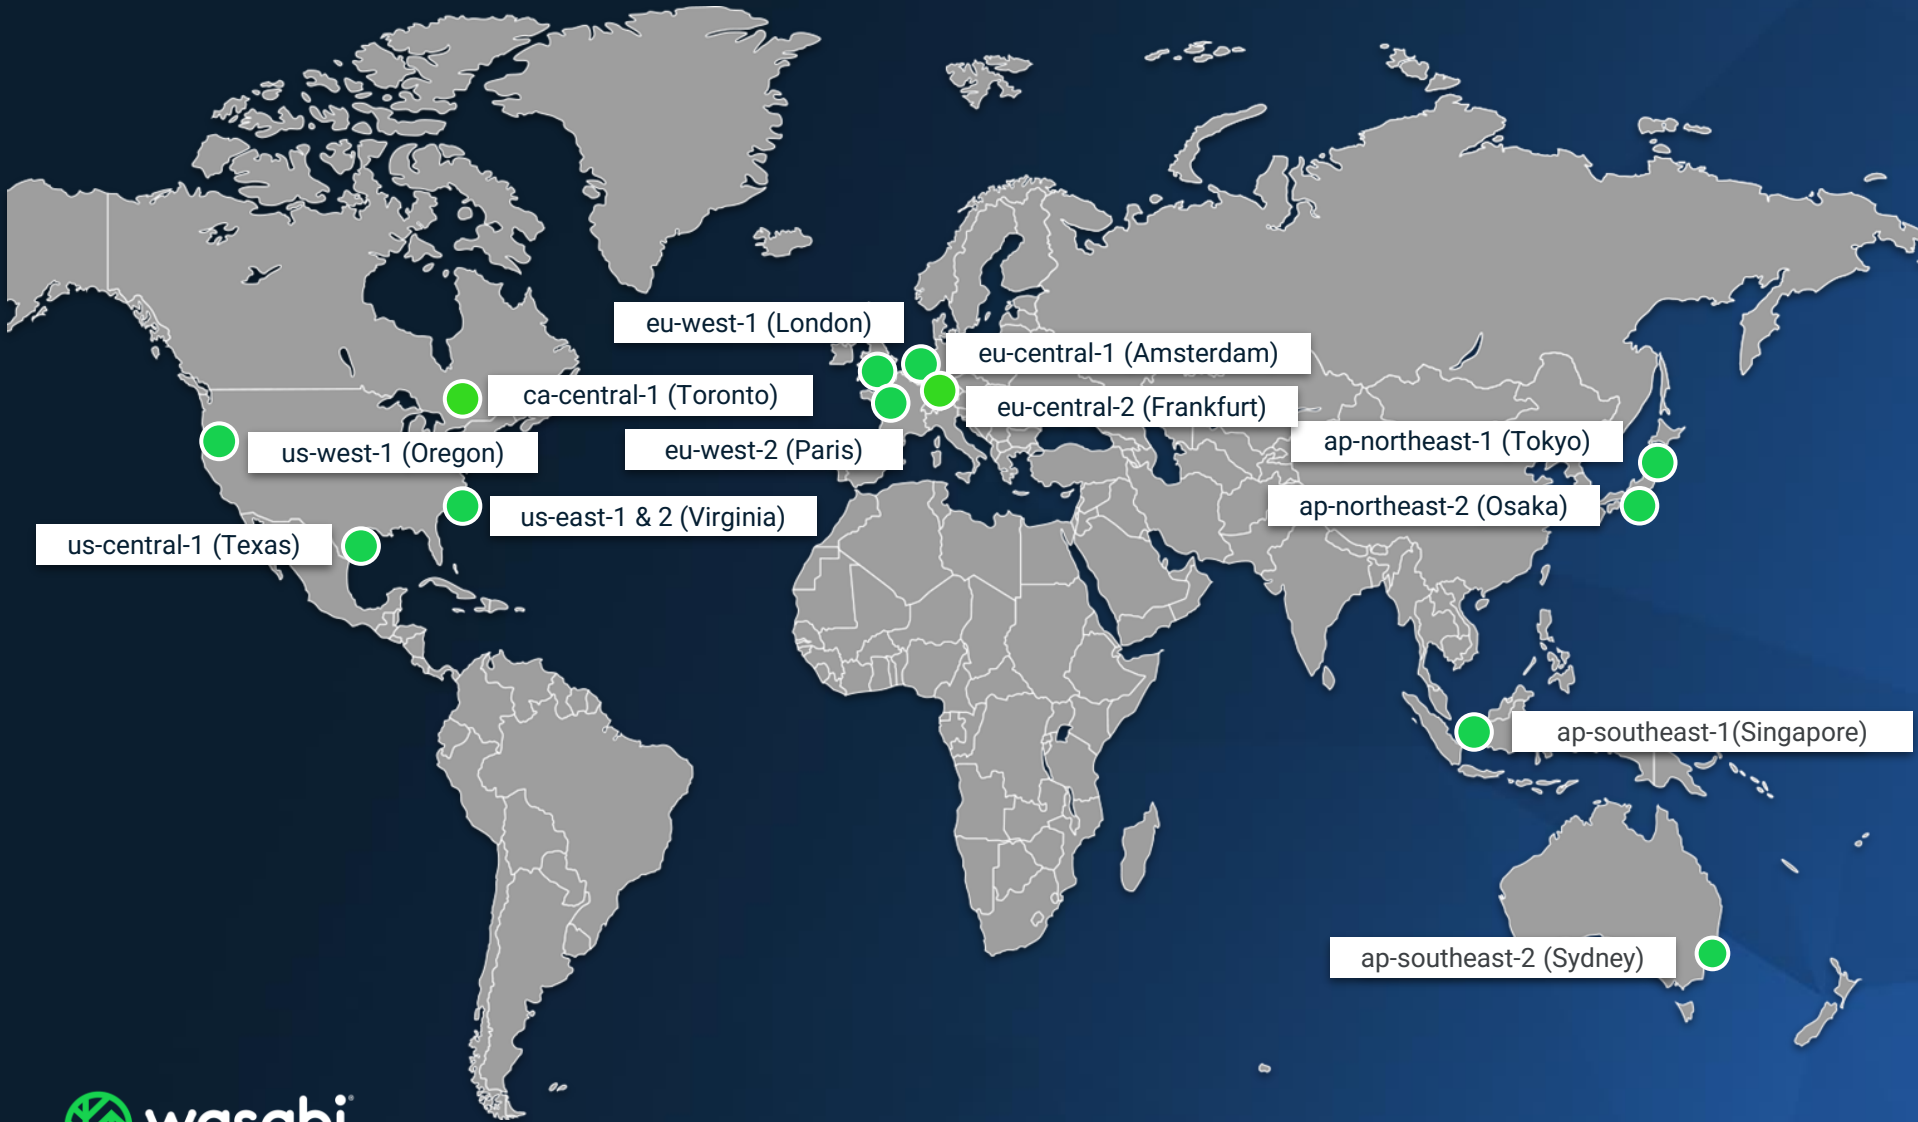 eu-west-1 (London)
eu-central-1 (Amsterdam)
ca-central-1 (Toronto)
eu-central-2 (Frankfurt)
us-west-1 (Oregon)
eu-west-2 (Paris)
ap-northeast-1 (Tokyo)
us-east-1 & 2 (Virginia)
ap-northeast-2 (Osaka)
us-central-1 (Texas)
ap-southeast-1(Singapore)
ap-southeast-2 (Sydney)
wasabi